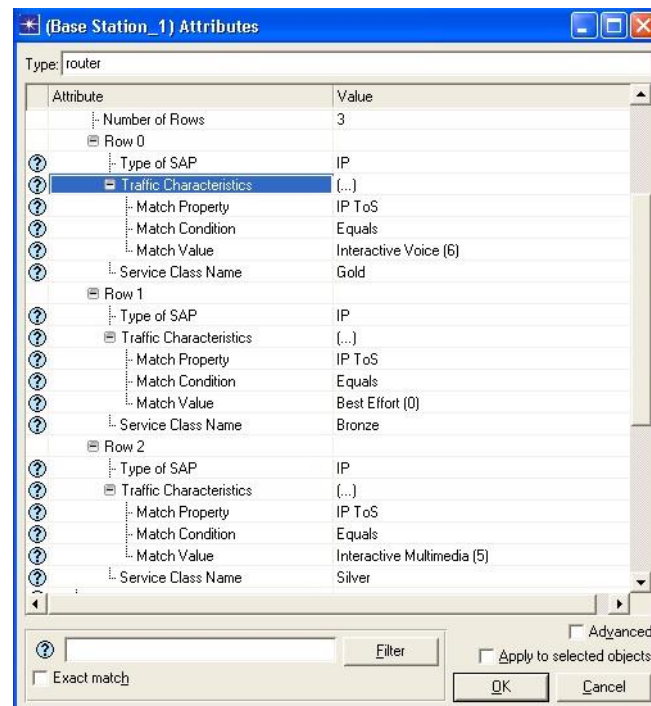 (Base Station_1) Attributes
Type: router
Attribute Value
Number of Rows 3
Row 0
Type of SAP IP
Traffic Characteristics (...)
Match Property IP ToS
Match Condition Equals
Match Value Interactive Voice (6)
Service Class Name Gold
Row 1
Type of SAP IP
Traffic Characteristics (...)
Match Property IP ToS
Match Condition Equals
Match Value Best Effort (0)
Service Class Name Bronze
Row 2
Type of SAP IP
Traffic Characteristics (...)
Match Property IP ToS
Match Condition Equals
Match Value Interactive Multimedia (5)
Service Class Name Silver
Advanced
Filter Apply to selected objects
Exact match
OK Cancel